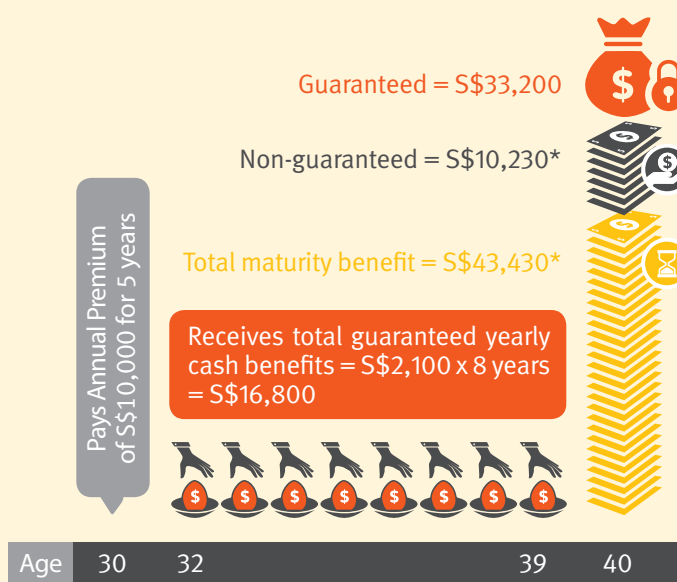 Guaranteed = S$33,200
Non-guaranteed = S$10,230*
Total maturity benefit = S$43,430*
Pays Annual Premium
of S$10,000 for 5 years
Receives total guaranteed yearly
cash benefits = S$2,100 x 8 years
= S$16,800
$
$
$
$
$ $ $ $ $ $ $ $
Age 30 32 39 40